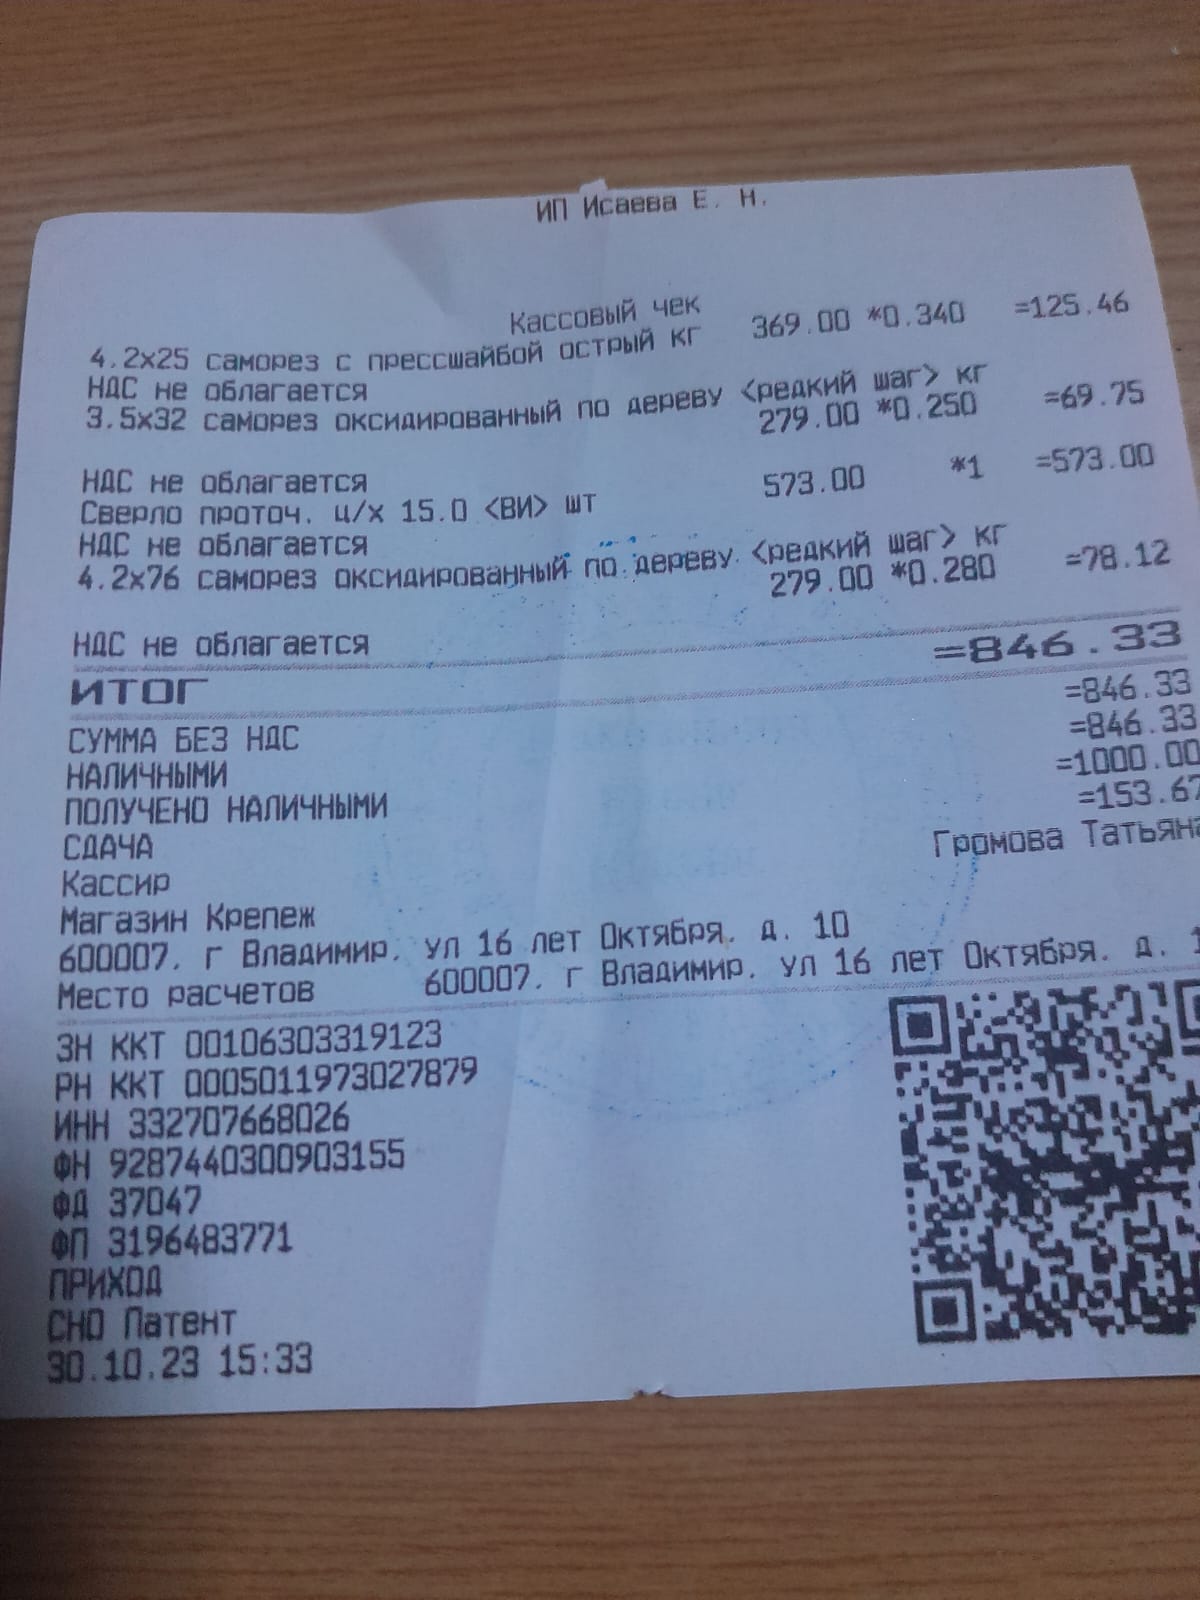 ИП Исаева Е. Н.
Кассовый чек
4.2х25 саморез с прессшайбой острый кг 369.00 *0.340 =125.46
НДС не облагается
3.5х32 саморез оксидированный по дереву <редкий шаг> кг
279.00 *0.250 =69.75
НДС не облагается
Сверло проточ. ц/х 15.0 <ВИ> шт 573.00 *1 =573.00
НДС не облагается
4.2х76 саморез оксидированный по дереву <редкий шаг> кг
279.00 *0.280 =78.12
НДС не облагается
ИТОГ =846.33
СУММА БЕЗ НДС =846.33
НАЛИЧНЫМИ =846.33
ПОЛУЧЕНО НАЛИЧНЫМИ =1000.00
СДАЧА =153.67
Кассир Громова Татьяна
Магазин Крепеж
600007, г Владимир, ул 16 лет Октября, д. 10
Место расчетов 600007, г Владимир, ул 16 лет Октября, д. 1
ЗН ККТ 00106303319123
РН ККТ 0005011973027879
ИНН 332707668026
ФН 9287440300903155
ФД 37047
ФП 3196483771
ПРИХОД
СНО Патент
30.10.23 15:33